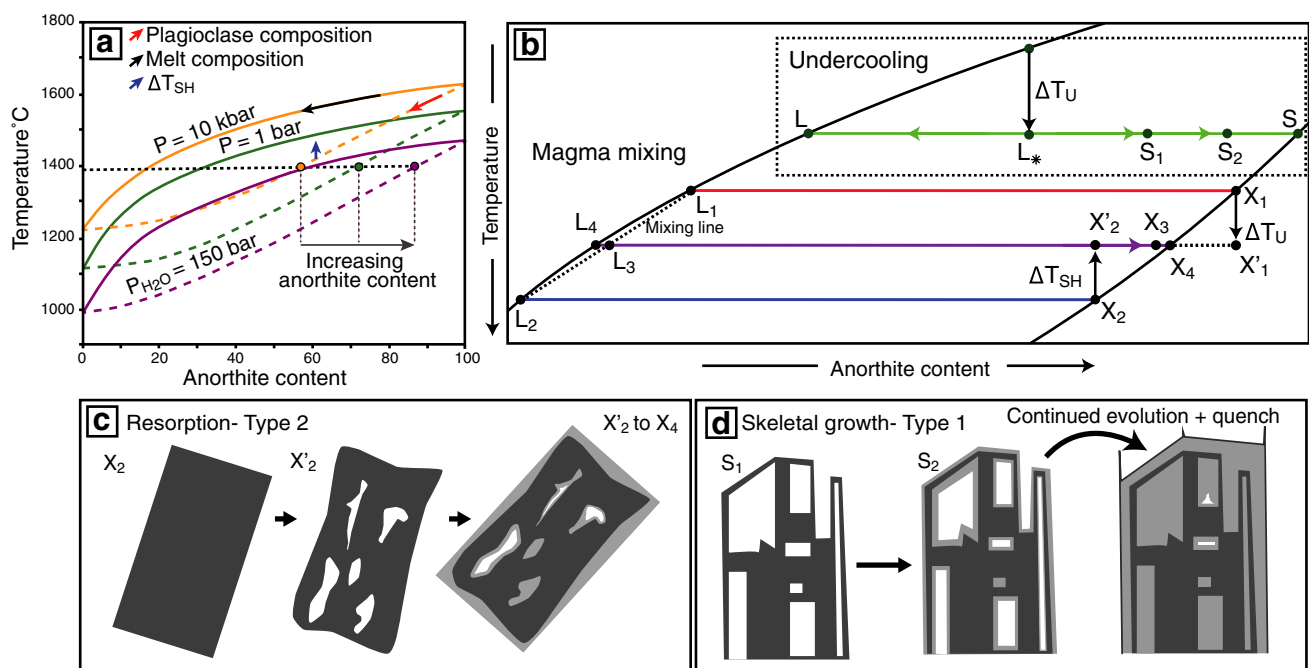 a
Plagioclase composition
Melt composition
ΔT_SH
1800
1600
1400
1200
1000
Temperature°C
P = 10 kbar
P = 1 bar
P_H2O = 150 bar
Increasing
anorthite content
0
20
40
60
80
100
Anorthite content
b
Undercooling
ΔT_U
L
L*
S1
S2
S
Magma mixing
Temperature
L1
X1
Mixing line
L4
L3
X'2
X3
X4
ΔT_U
X'1
ΔT_SH
L2
X2
Anorthite content
c
Resorption- Type 2
X2
X'2
X'2 to X4
d
Skeletal growth- Type 1
Continued evolution + quench
S1
S2